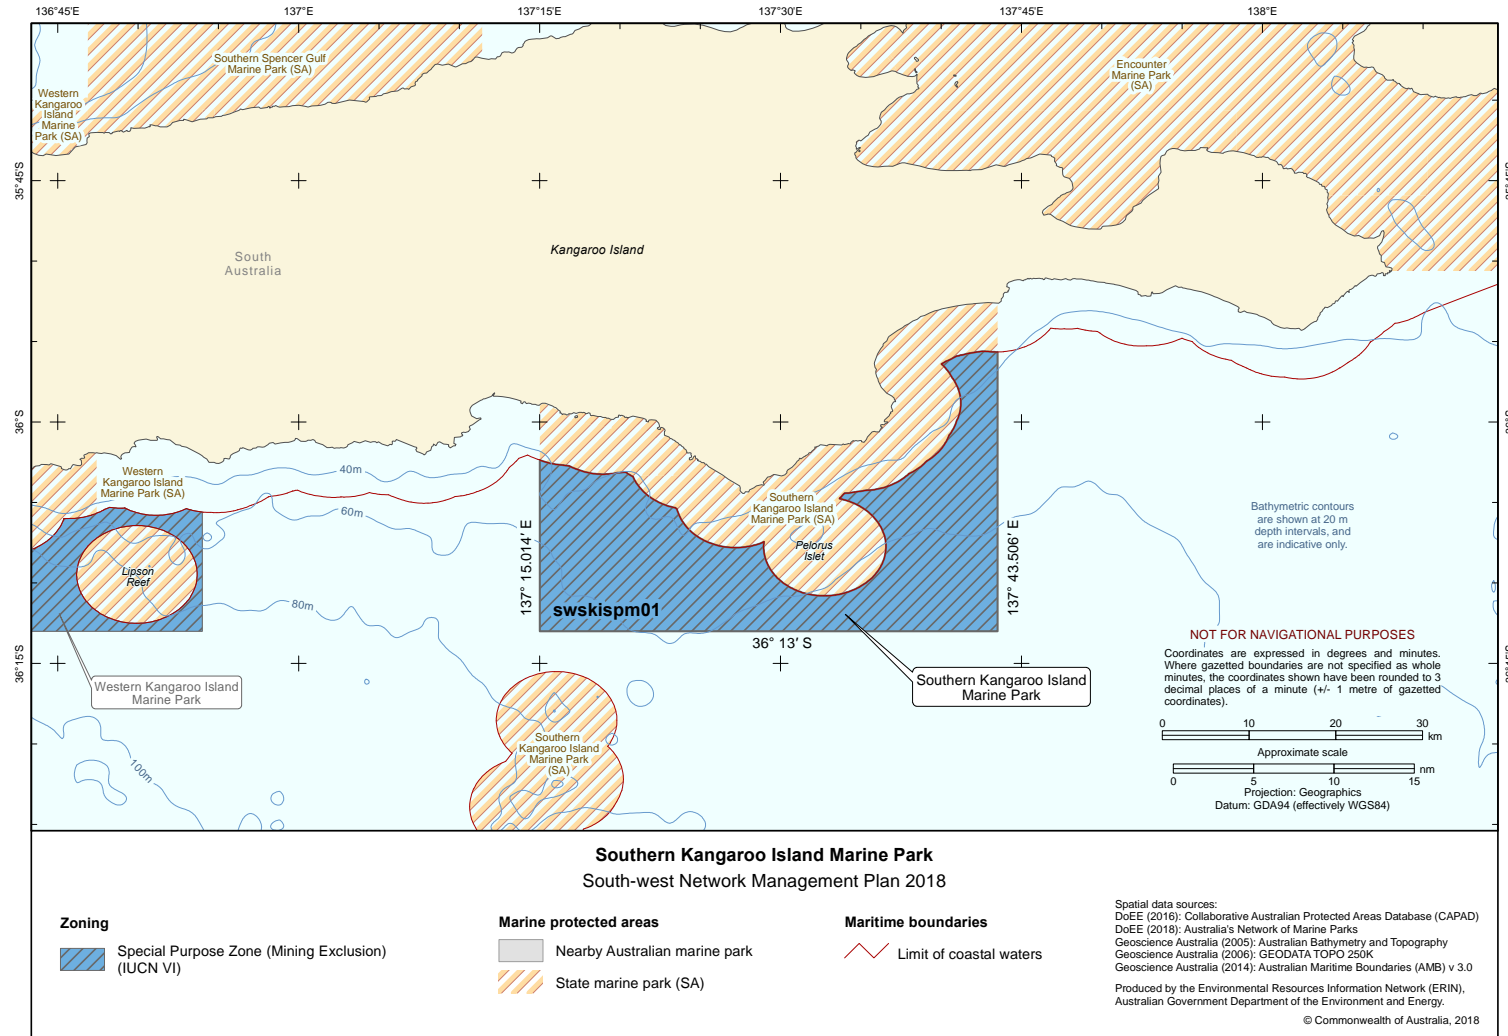 136°45'E
137°E
137°15'E
137°30'E
137°45'E
138°E
Southern Spencer Gulf
Marine Park (SA)
Western
Kangaroo
Island
Marine
Park (SA)
Encounter
Marine Park
(SA)
35°45'S
South
Australia
Kangaroo Island
36°S
Western
Kangaroo Island
Marine Park (SA)
40m
60m
80m
100m
Lipson
Reef
Southern
Kangaroo Island
Marine Park (SA)
Pelorus
Islet
137° 15.014' E
137° 43.506' E
swskispm01
36° 13' S
Bathymetric contours
are shown at 20 m
depth intervals, and
are indicative only.
36°15'S
Western Kangaroo Island
Marine Park
Southern Kangaroo Island
Marine Park
Southern
Kangaroo Island
Marine Park
(SA)
NOT FOR NAVIGATIONAL PURPOSES
Coordinates are expressed in degrees and minutes.
Where gazetted boundaries are not specified as whole
minutes, the coordinates shown have been rounded to 3
decimal places of a minute (+/- 1 metre of gazetted
coordinates).
0 10 20 30
km
Approximate scale
nm
0 5 10 15
Projection: Geographics
Datum: GDA94 (effectively WGS84)
Southern Kangaroo Island Marine Park
South-west Network Management Plan 2018
Zoning
Special Purpose Zone (Mining Exclusion)
(IUCN VI)
Marine protected areas
Nearby Australian marine park
State marine park (SA)
Maritime boundaries
Limit of coastal waters
Spatial data sources:
DoEE (2016): Collaborative Australian Protected Areas Database (CAPAD)
DoEE (2018): Australia's Network of Marine Parks
Geoscience Australia (2005): Australian Bathymetry and Topography
Geoscience Australia (2006): GEODATA TOPO 250K
Geoscience Australia (2014): Australian Maritime Boundaries (AMB) v 3.0
Produced by the Environmental Resources Information Network (ERIN),
Australian Government Department of the Environment and Energy.
© Commonwealth of Australia, 2018